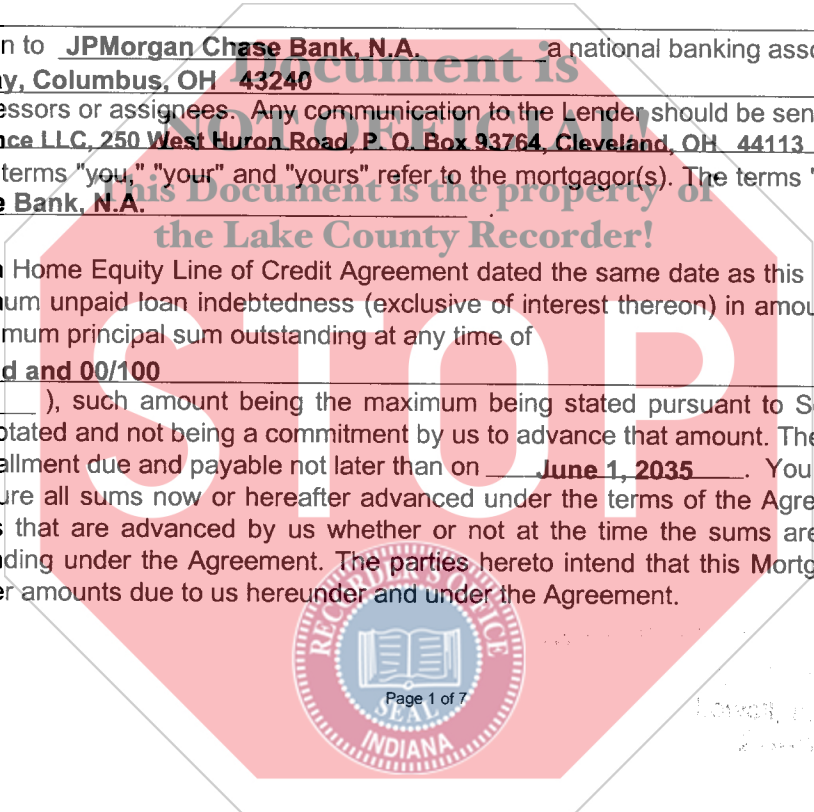 n to JPMorgan Chase Bank, N.A. a national banking asso
y, Columbus, OH 43240
essors or assignees. Any communication to the Lender should be sen
nce LLC, 250 West Huron Road, P. O. Box 93764, Cleveland, OH 44113
terms "you," "your" and "yours" refer to the mortgagor(s). The terms "
e Bank, N.A. .
Document is
NOT OFFICIAL!
This Document is the property of
the Lake County Recorder!
Home Equity Line of Credit Agreement dated the same date as this
num unpaid loan indebtedness (exclusive of interest thereon) in amou
mum principal sum outstanding at any time of
d and 00/100
), such amount being the maximum being stated pursuant to S
otated and not being a commitment by us to advance that amount. The
allment due and payable not later than on June 1, 2035 . You
ure all sums now or hereafter advanced under the terms of the Agre
s that are advanced by us whether or not at the time the sums are
ding under the Agreement. The parties hereto intend that this Mortg
er amounts due to us hereunder and under the Agreement.
STOP
RECORDER'S OFFICE
Page 1 of 7
SEAL
INDIANA